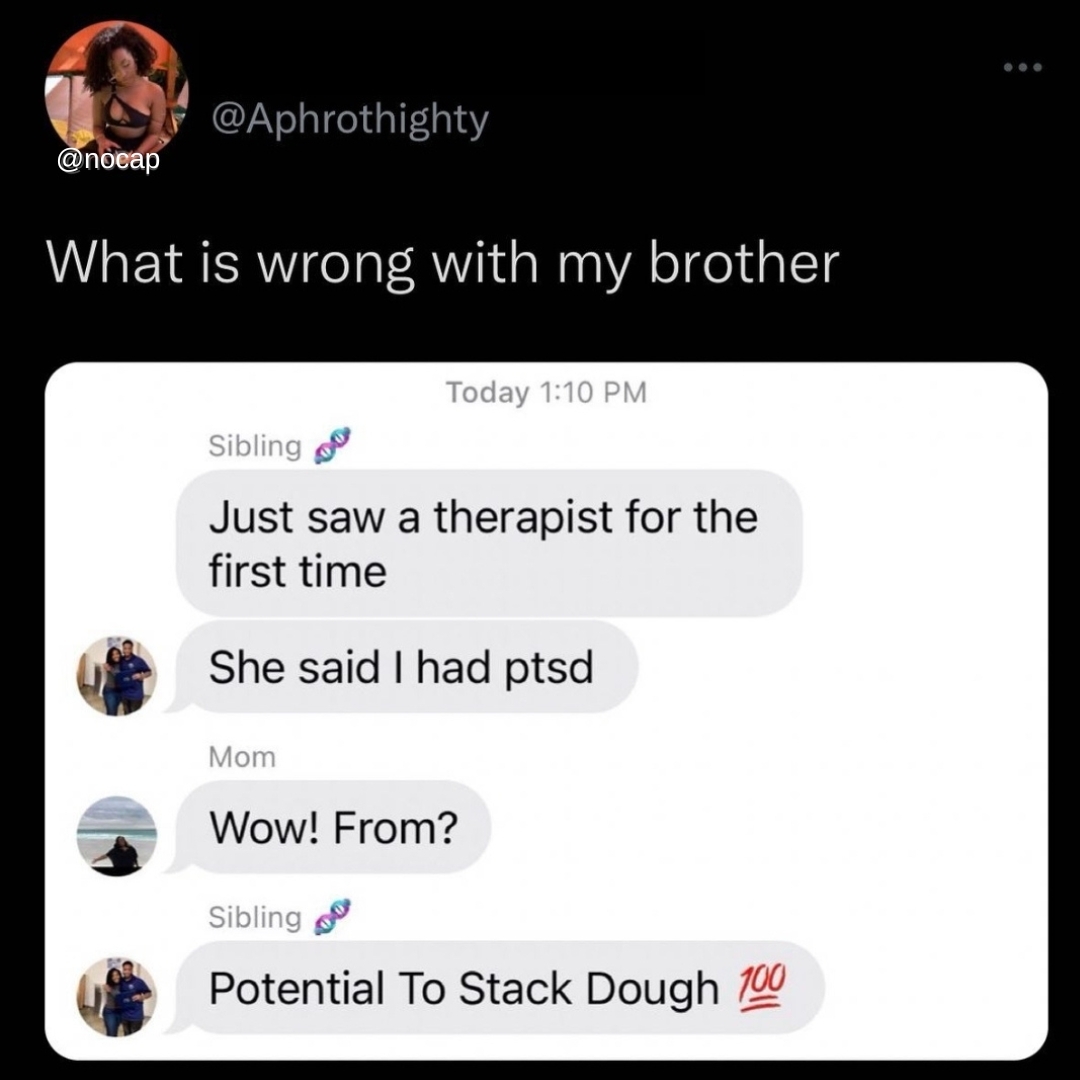 @Aphrothighty
@nocap
What is wrong with my brother
Today 1:10 PM
Sibling 🧬
Just saw a therapist for the
first time
She said I had ptsd
Mom
Wow! From?
Sibling 🧬
Potential To Stack Dough 💯